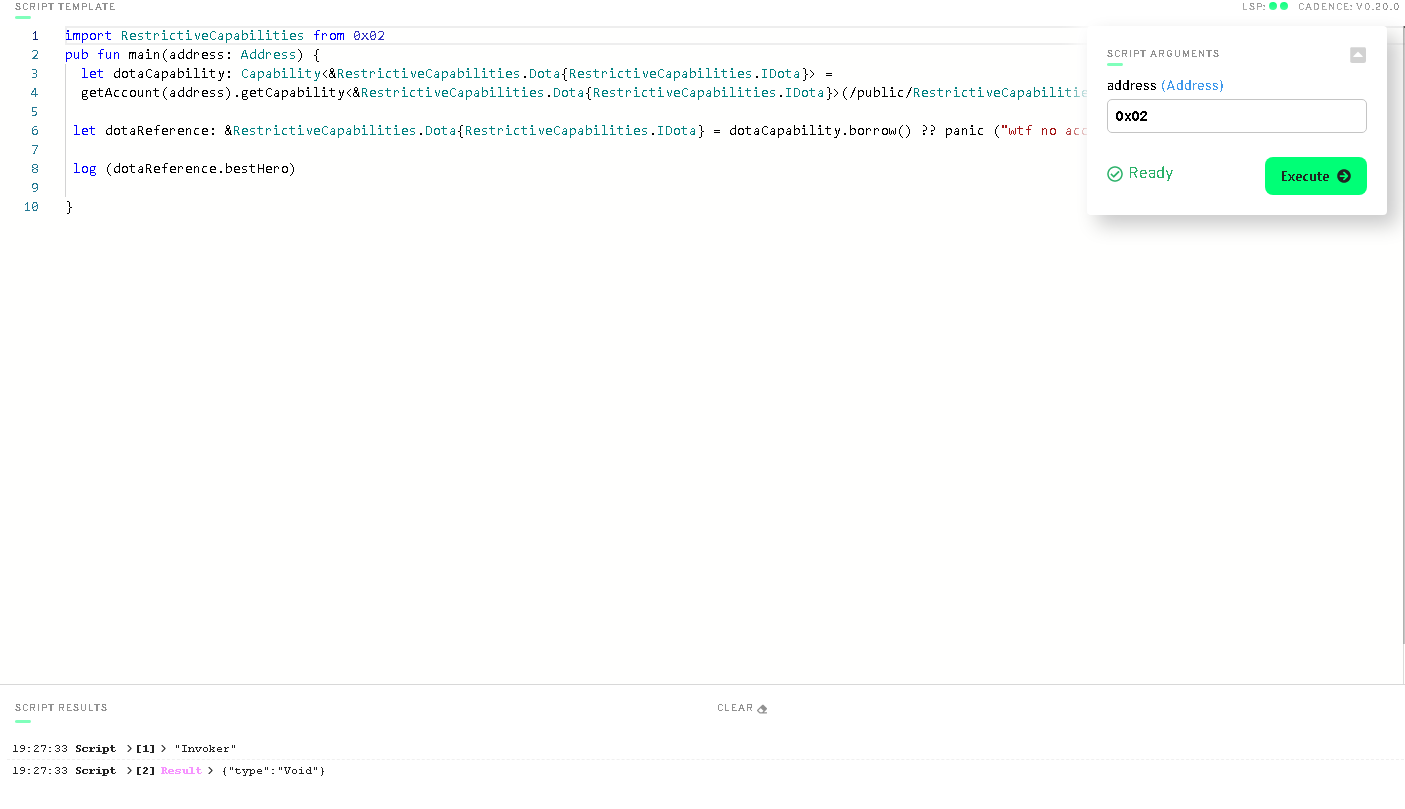 SCRIPT TEMPLATE
LSP: CADENCE: V0.20.0
1 import RestrictiveCapabilities from 0x02
2 pub fun main(address: Address) {
3 let dotaCapability: Capability<&RestrictiveCapabilities.Dota{RestrictiveCapabilities.IDota}> =
4 getAccount(address).getCapability<&RestrictiveCapabilities.Dota{RestrictiveCapabilities.IDota}>(/public/RestrictiveCapabilitie
5
6 let dotaReference: &RestrictiveCapabilities.Dota{RestrictiveCapabilities.IDota} = dotaCapability.borrow() ?? panic ("wtf no acc
7
8 log (dotaReference.bestHero)
9
10 }
SCRIPT ARGUMENTS
address (Address)
0x02
Ready
Execute
SCRIPT RESULTS
CLEAR
19:27:33 Script >[1] > "Invoker"
19:27:33 Script >[2] Result > {"type":"Void"}